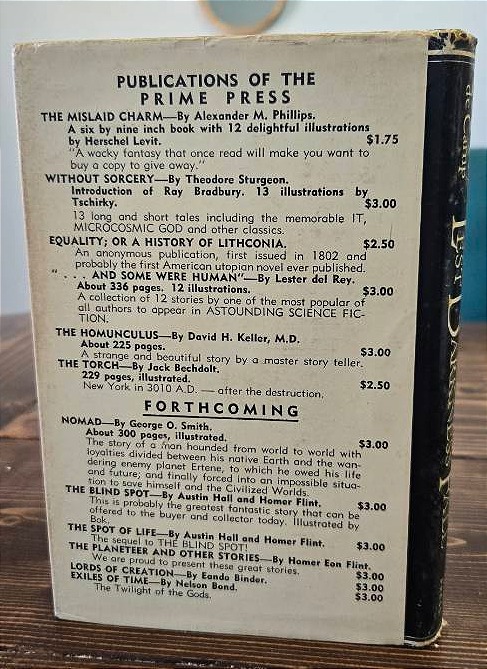 PUBLICATIONS OF THE
PRIME PRESS
THE MISLAID CHARM—By Alexander M. Phillips.
A six by nine inch book with 12 delightful illustrations
by Herschel Levit. $1.75
"A wacky fantasy that once read will make you want to
buy a copy to give away."
WITHOUT SORCERY—By Theodore Sturgeon.
Introduction of Ray Bradbury. 13 illustrations by
Tschirky. $3.00
13 long and short tales including the memorable IT,
MICROCOSMIC GOD and other classics.
EQUALITY; OR A HISTORY OF LITHCONIA. $2.50
An anonymous publication, first issued in 1802 and
probably the first American utopian novel ever published.
". . . AND SOME WERE HUMAN"—By Lester del Rey.
About 336 pages. 12 illustrations. $3.00
A collection of 12 stories by one of the most popular of
all authors to appear in ASTOUNDING SCIENCE FIC-
TION.
THE HOMUNCULUS—By David H. Keller, M.D.
About 225 pages. $3.00
A strange and beautiful story by a master story teller.
THE TORCH—By Jack Bechdolt.
229 pages, illustrated. $2.50
New York in 3010 A.D. — after the destruction.
FORTHCOMING
NOMAD—By George O. Smith.
About 300 pages, illustrated. $3.00
The story of a man hounded from world to world with
loyalties divided between his native Earth and the wan-
dering enemy planet Ertene, to which he owed his life
and future; and finally forced into an impossible situa-
tion to save himself and the Civilized Worlds.
THE BLIND SPOT—By Austin Hall and Homer Flint. $3.00
This is probably the greatest fantastic story that can be
offered to the buyer and collector today. Illustrated by
Bok.
THE SPOT OF LIFE—By Austin Hall and Homer Flint. $3.00
The sequel to THE BLIND SPOT!
THE PLANETEER AND OTHER STORIES—By Homer Eon Flint.
We are proud to present these great stories. $3.00
LORDS OF CREATION—By Eando Binder. $3.00
EXILES OF TIME—By Nelson Bond. $3.00
The Twilight of the Gods.
de Camp
LEST DARKNESS